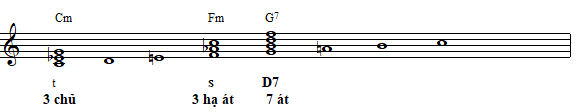 Cm Fm G7
t s D7
3 chủ 3 hạ át 7 át